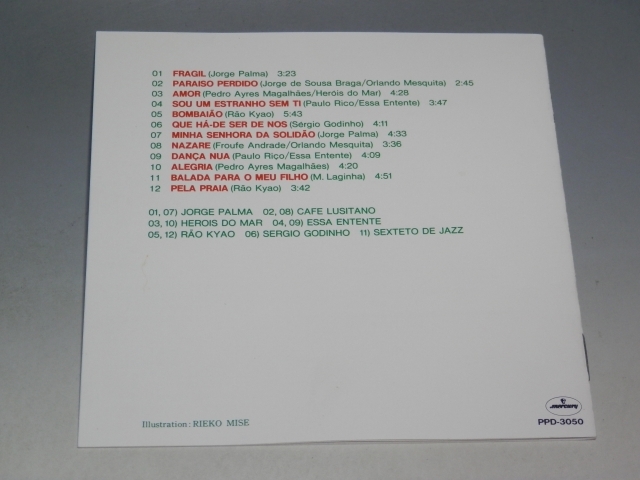 01 FRAGIL (Jorge Palma) 3:23
02 PARAISO PERDIDO (Jorge de Sousa Braga/Orlando Mesquita) 2:45
03 AMOR (Pedro Ayres Magalhães/Heróis do Mar) 4:28
04 SOU UM ESTRANHO SEM TI (Paulo Rico/Essa Entente) 3:47
05 BOMBAIÃO (Rão Kyao) 5:43
06 QUE HÁ-DE SER DE NOS (Sérgio Godinho) 4:11
07 MINHA SENHORA DA SOLIDÃO (Jorge Palma) 4:33
08 NAZARE (Froufe Andrade/Orlando Mesquita) 3:36
09 DANÇA NUA (Paulo Riço/Essa Entente) 4:09
10 ALEGRIA (Pedro Ayres Magalhães) 4:20
11 BALADA PARA O MEU FILHO (M. Laginha) 4:51
12 PELA PRAIA (Rão Kyao) 3:42
01, 07) JORGE PALMA 02, 08) CAFE LUSITANO
03, 10) HEROIS DO MAR 04, 09) ESSA ENTENTE
05, 12) RÃO KYAO 06) SERGIO GODINHO 11) SEXTETO DE JAZZ
Illustration: RIEKO MISE
mercury
PPD-3050